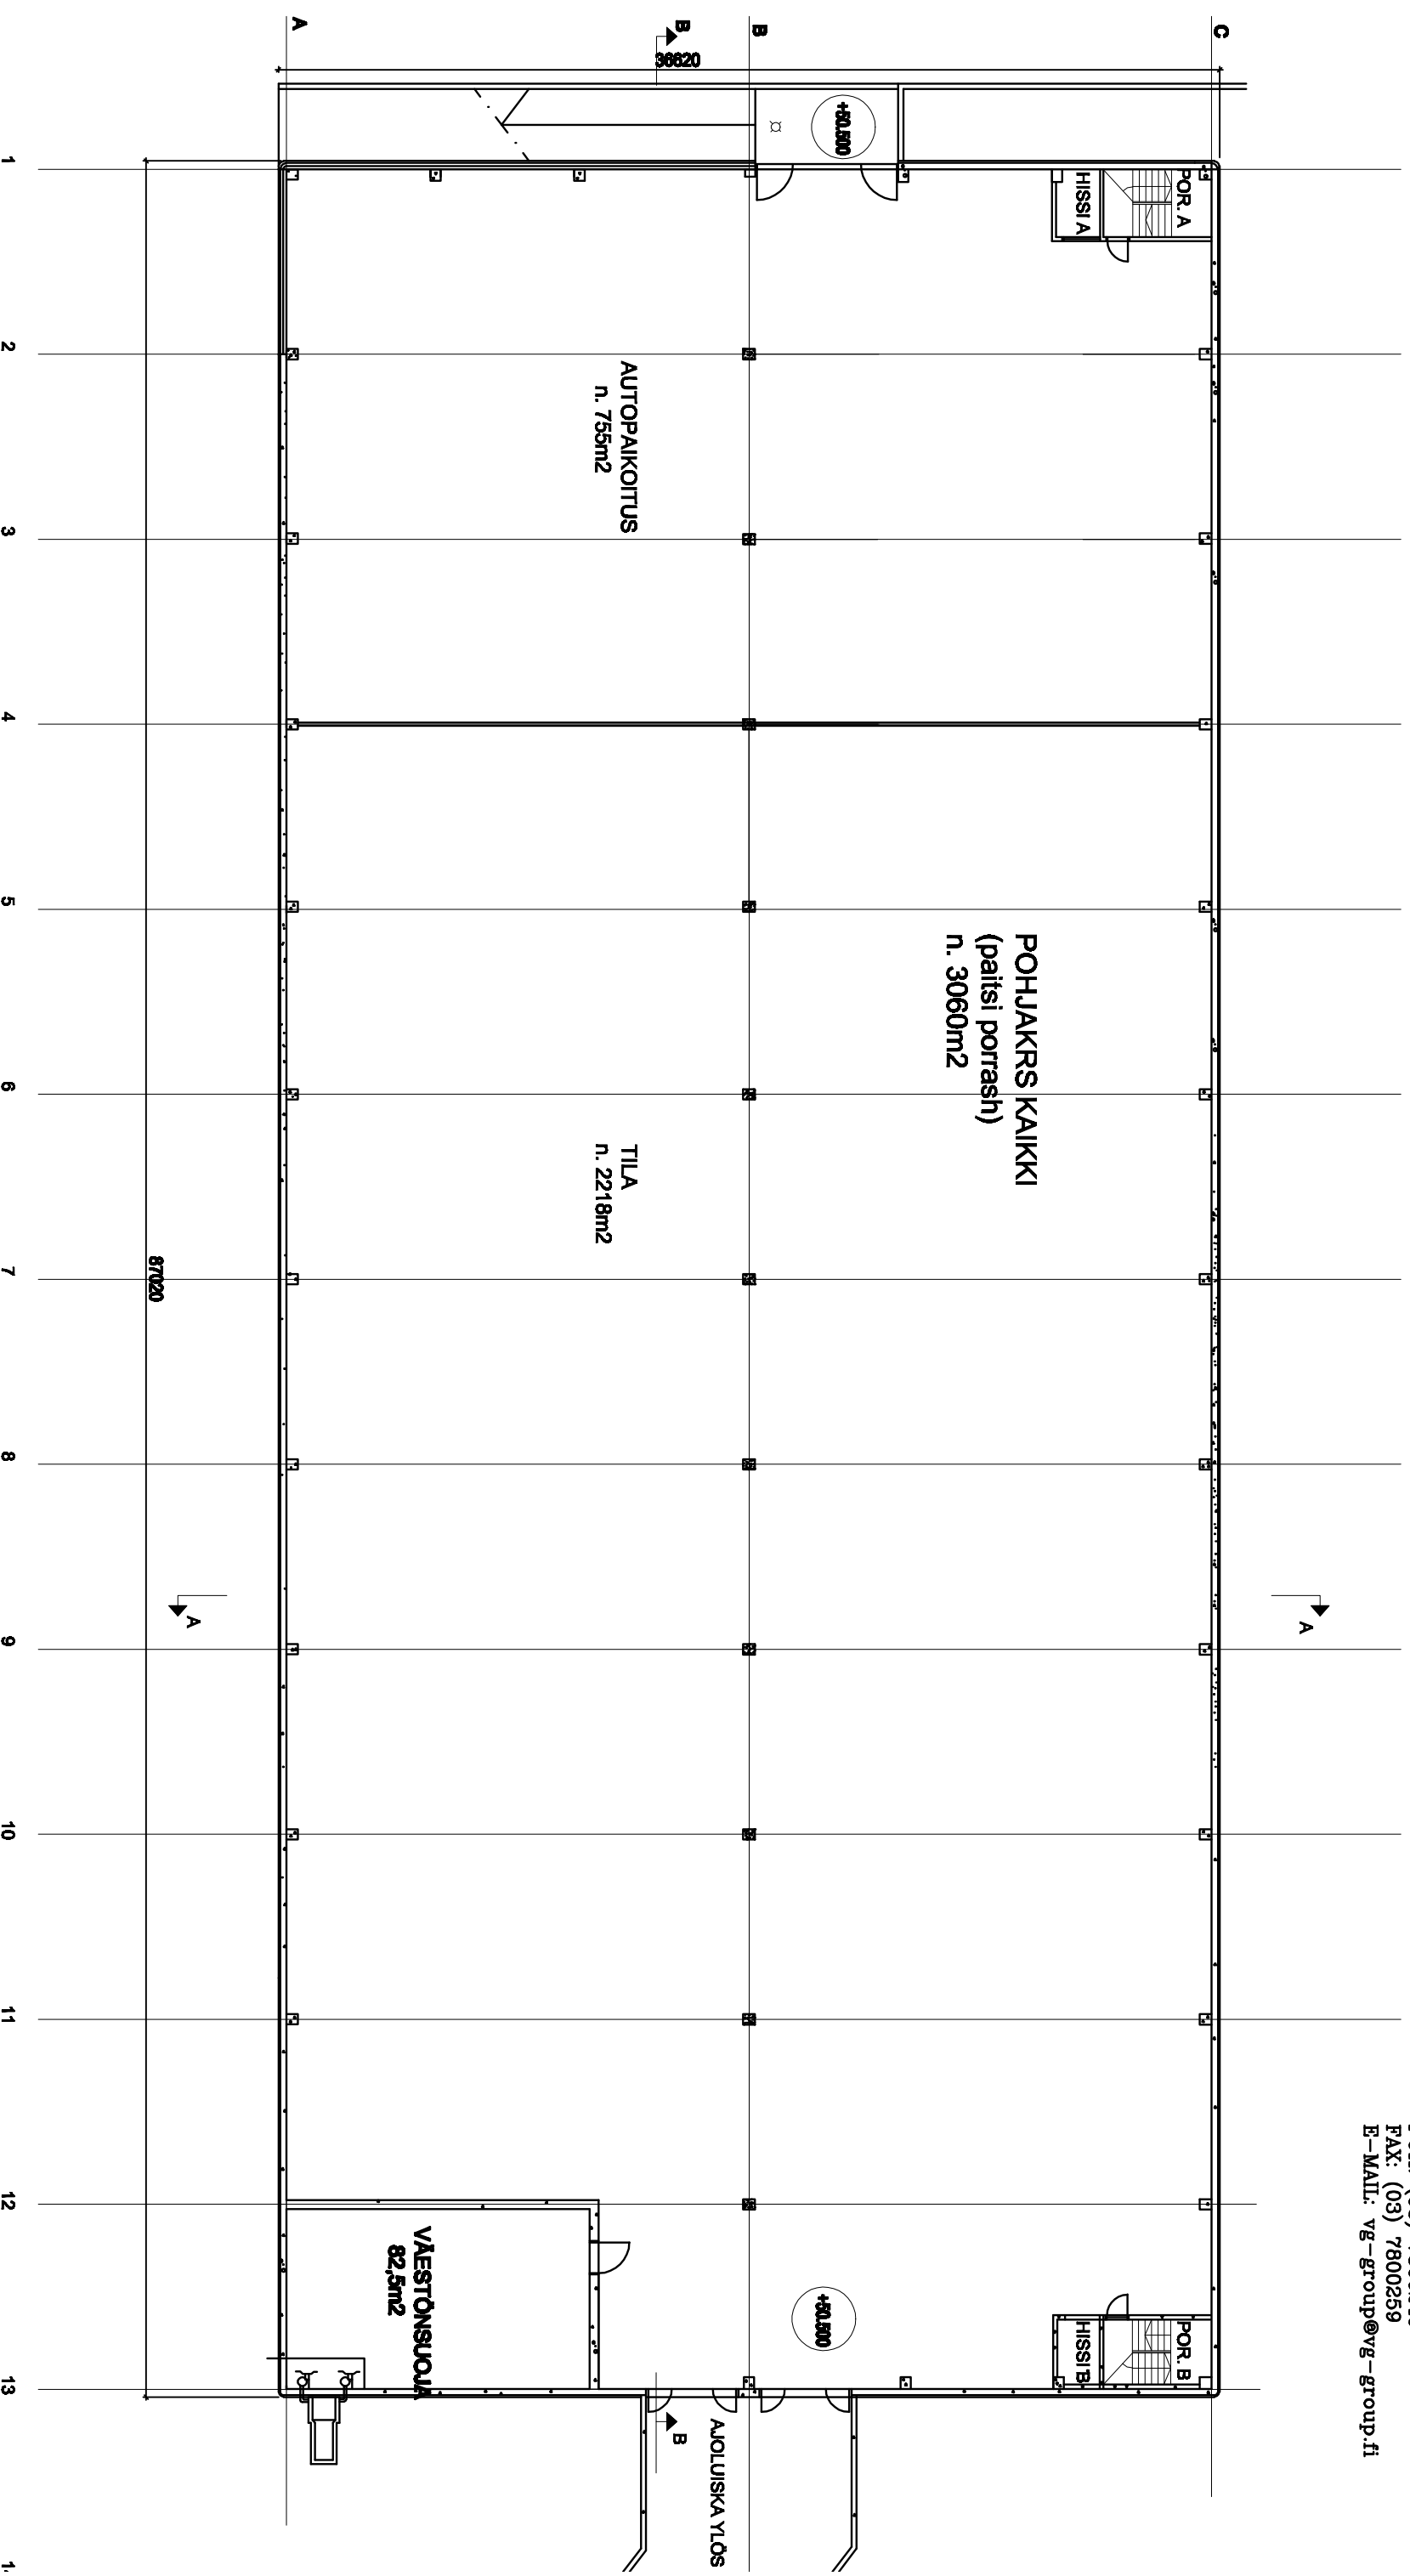 A
B
B
C
36620
+50.500
1
2
3
4
5
6
7
8
9
10
11
12
13
HISSI A
POR. A
AUTOPAIKOITUS
n. 755m2
POHJAKRS KAIKKI
(paitsi porrash)
n. 3060m2
TILA
n. 2218m2
87020
A
A
VÄESTÖNSUOJA
82,5m2
+50.500
HISSI B
POR. B
B
AJOLUISKA YLÖS
FAX: (03) 7800259
E-MAIL: vg-group@vg-group.fi